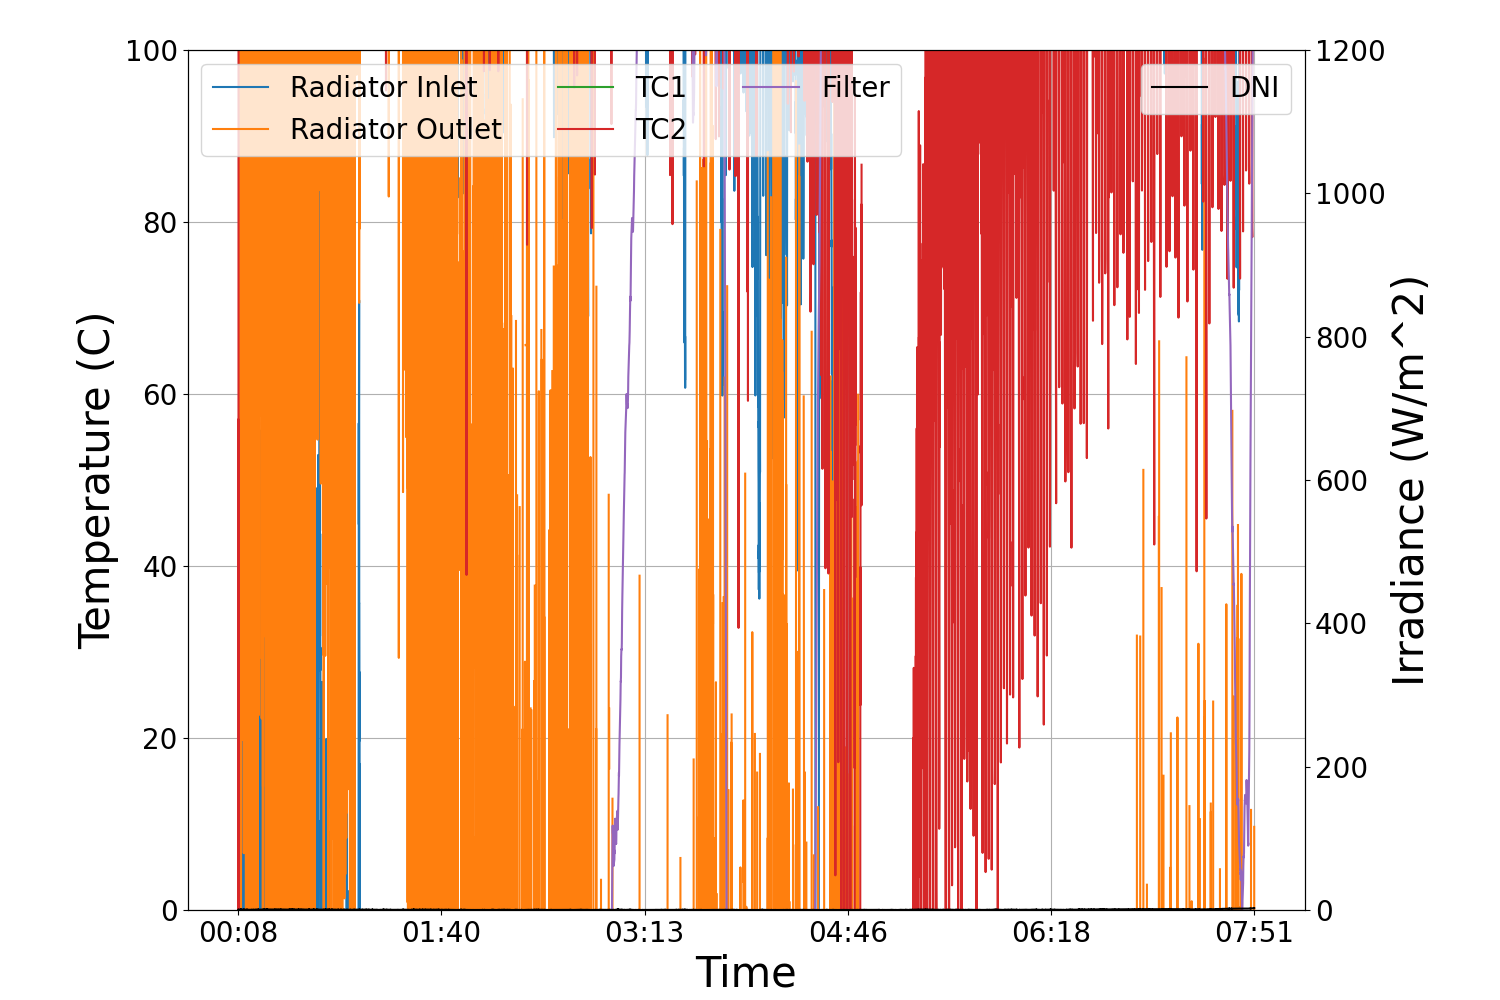 100
80
60
40
20
0
Temperature (C)
Radiator Inlet
Radiator Outlet
TC1
TC2
Filter
DNI
1200
1000
800
600
400
200
0
Irradiance (W/m^2)
00:08 01:40 03:13 04:46 06:18 07:51
Time